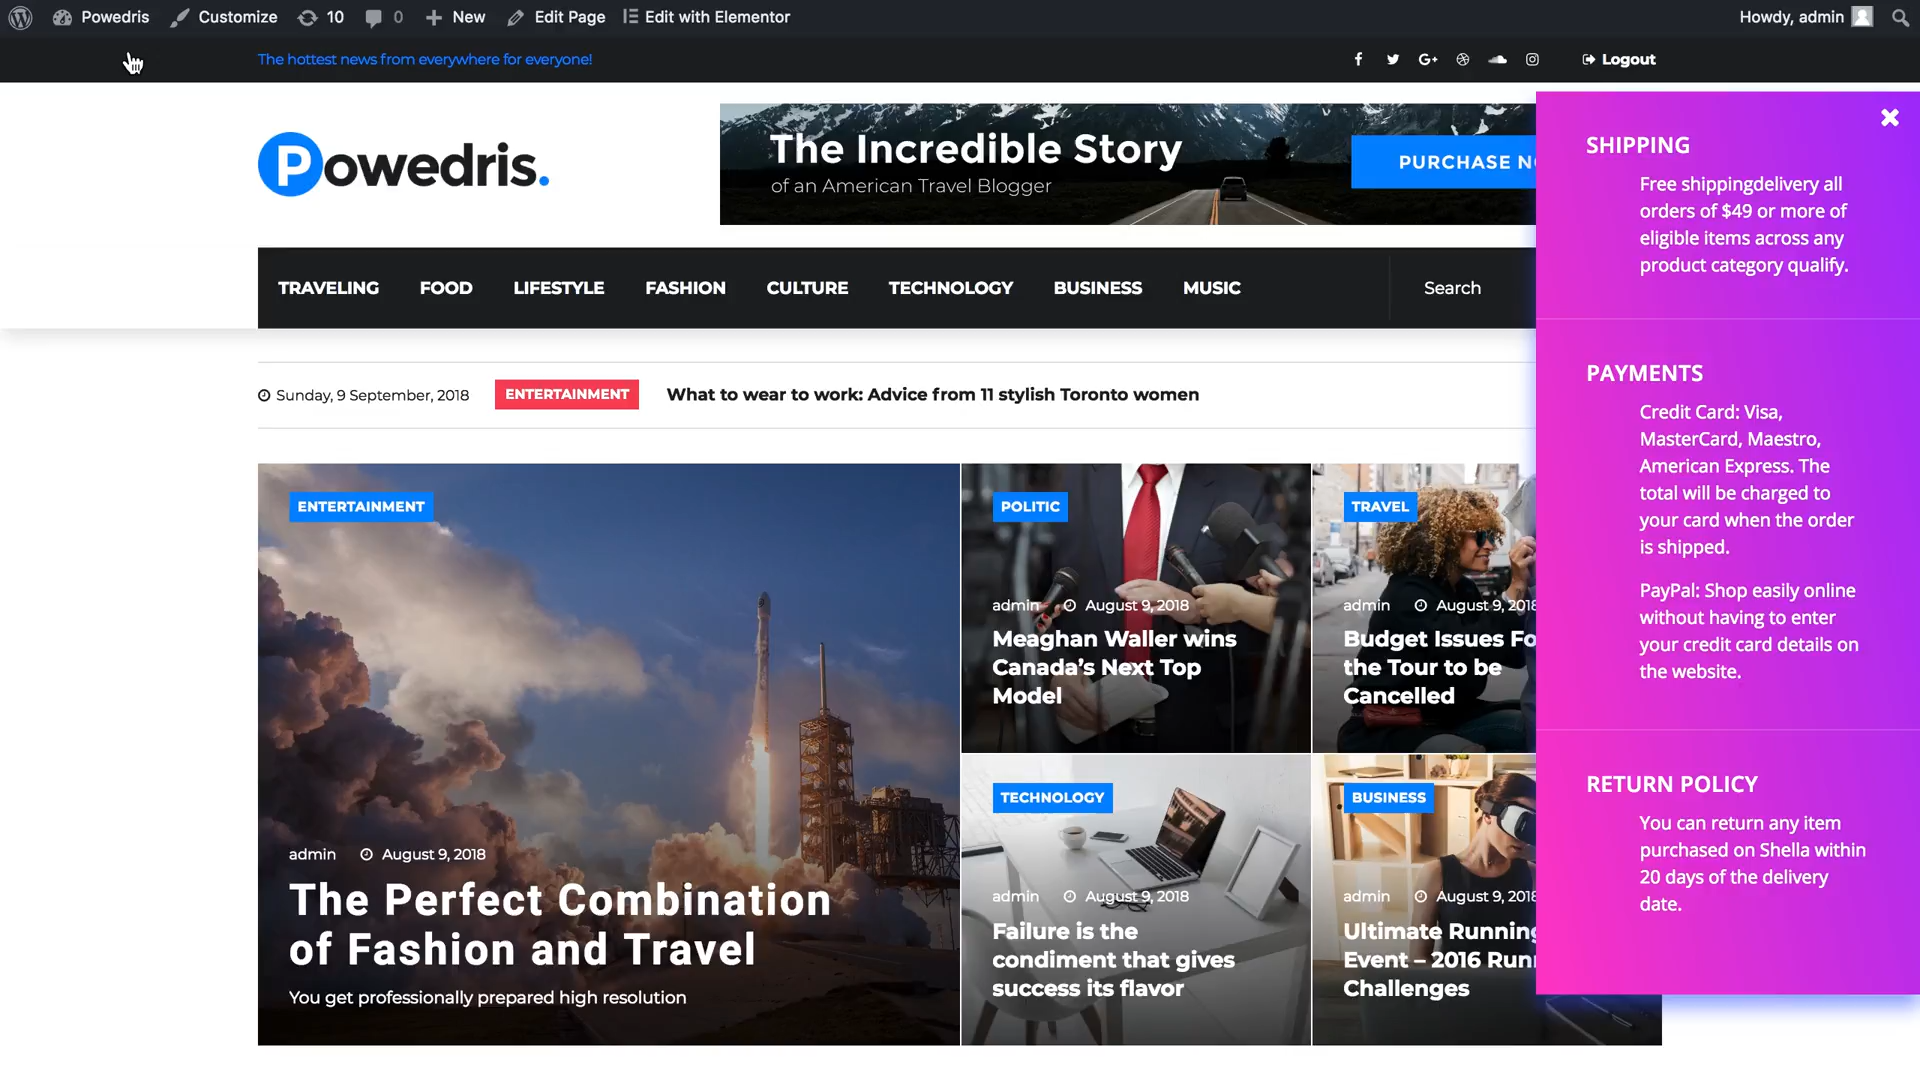 Powedris Customize 10 0 New Edit Page Edit with Elementor Howdy, admin
The hottest news from everywhere for everyone! Logout
Powedris.
The Incredible Story
of an American Travel Blogger
PURCHASE N
TRAVELING FOOD LIFESTYLE FASHION CULTURE TECHNOLOGY BUSINESS MUSIC Search
Sunday, 9 September, 2018 ENTERTAINMENT What to wear to work: Advice from 11 stylish Toronto women
ENTERTAINMENT
admin August 9, 2018
The Perfect Combination
of Fashion and Travel
You get professionally prepared high resolution
POLITIC
admin August 9, 2018
Meaghan Waller wins
Canada's Next Top
Model
TRAVEL
admin August 9, 2018
Budget Issues Fo
the Tour to be
Cancelled
TECHNOLOGY
admin August 9, 2018
Failure is the
condiment that gives
success its flavor
BUSINESS
admin August 9, 2018
Ultimate Running
Event – 2016 Run
Challenges
SHIPPING
Free shippingdelivery all
orders of $49 or more of
eligible items across any
product category qualify.
PAYMENTS
Credit Card: Visa,
MasterCard, Maestro,
American Express. The
total will be charged to
your card when the order
is shipped.
PayPal: Shop easily online
without having to enter
your credit card details on
the website.
RETURN POLICY
You can return any item
purchased on Shella within
20 days of the delivery
date.